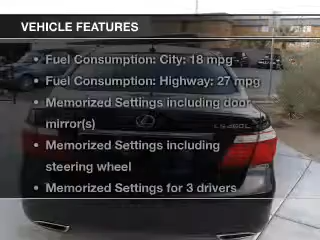 VEHICLE FEATURES
• Fuel Consumption: City: 18 mpg
• Fuel Consumption: Highway: 27 mpg
• Memorized Settings including door
mirror(s)
• Memorized Settings including
steering wheel
• Memorized Settings for 3 drivers
LS460L